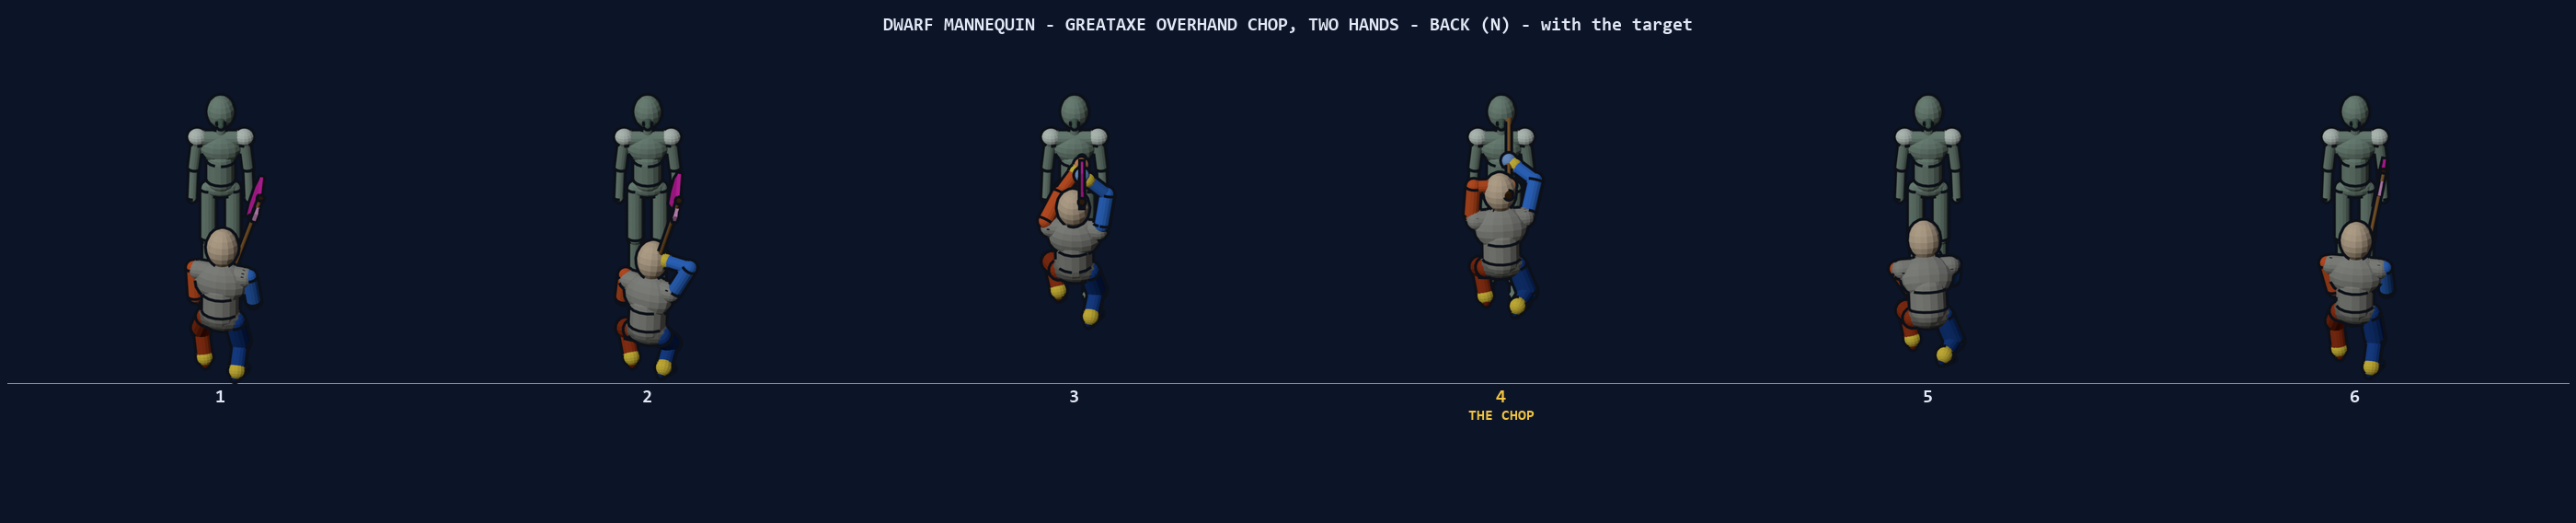 DWARF MANNEQUIN - GREATAXE OVERHAND CHOP, TWO HANDS - BACK (N) - with the target
1 2 3 4 5 6
THE CHOP